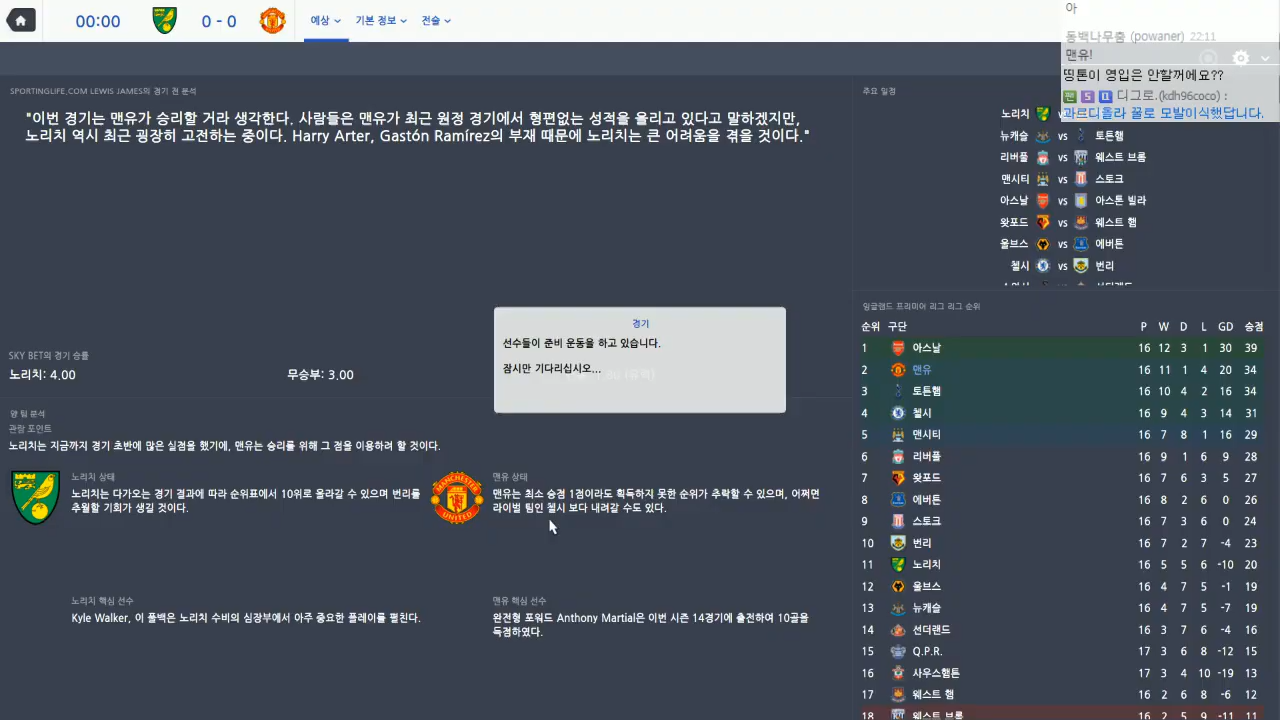 00:00
0 - 0
예상
기본 정보
전술
아
동백나무춤 (powaner) 22:11
맨유!
띵톤이 영입은 안할꺼에요??
팬 5 디그로.(kdh96coco) :
과르디올라 꿀로 모발이식했답니다.
SPORTINGLIFE.COM LEWIS JAMES의 경기 전 분석
"이번 경기는 맨유가 승리할 거라 생각한다. 사람들은 맨유가 최근 원정 경기에서 형편없는 성적을 올리고 있다고 말하겠지만,
노리치 역시 최근 굉장히 고전하는 중이다. Harry Arter, Gastón Ramírez의 부재 때문에 노리치는 큰 어려움을 겪을 것이다."
주요 일정
노리치 v
뉴캐슬 vs 토튼햄
리버풀 vs 웨스트 브롬
맨시티 vs 스토크
아스날 vs 아스톤 빌라
왓포드 vs 웨스트 햄
울브스 vs 에버튼
첼시 vs 번리
SKY BET의 경기 승률
노리치: 4.00
무승부: 3.00
경기
선수들이 준비 운동을 하고 있습니다.
잠시만 기다리십시오...
양 팀 분석
관람 포인트
노리치는 지금까지 경기 초반에 많은 실점을 했기에, 맨유는 승리를 위해 그 점을 이용하려 할 것이다.
노리치 상태
노리치는 다가오는 경기 결과에 따라 순위표에서 10위로 올라갈 수 있으며 번리를
추월할 기회가 생길 것이다.
맨유 상태
맨유는 최소 승점 1점이라도 획득하지 못한 순위가 추락할 수 있으며, 어쩌면
라이벌 팀인 첼시 보다 내려갈 수도 있다.
노리치 핵심 선수
Kyle Walker, 이 풀백은 노리치 수비의 심장부에서 아주 중요한 플레이를 펼친다.
맨유 핵심 선수
완전형 포워드 Anthony Martial은 이번 시즌 14경기에 출전하여 10골을
득점하였다.
잉글랜드 프리미어 리그 리그 순위
순위 구단 P W D L GD 승점
1 아스날 16 12 3 1 30 39
2 맨유 16 11 1 4 20 34
3 토튼햄 16 10 4 2 16 34
4 첼시 16 9 4 3 14 31
5 맨시티 16 7 8 1 16 29
6 리버풀 16 9 1 6 9 28
7 왓포드 16 7 6 3 5 27
8 에버튼 16 8 2 6 0 26
9 스토크 16 7 3 6 0 24
10 번리 16 7 2 7 -4 23
11 노리치 16 5 5 6 -10 20
12 울브스 16 4 7 5 -1 19
13 뉴캐슬 16 4 7 5 -7 19
14 선더랜드 16 3 7 6 -4 16
15 Q.P.R. 17 3 6 8 -12 15
16 사우스햄튼 17 3 4 10 -19 13
17 웨스트 햄 16 2 6 8 -6 12
18 웨스트 브롬 16 2 5 9 -11 11